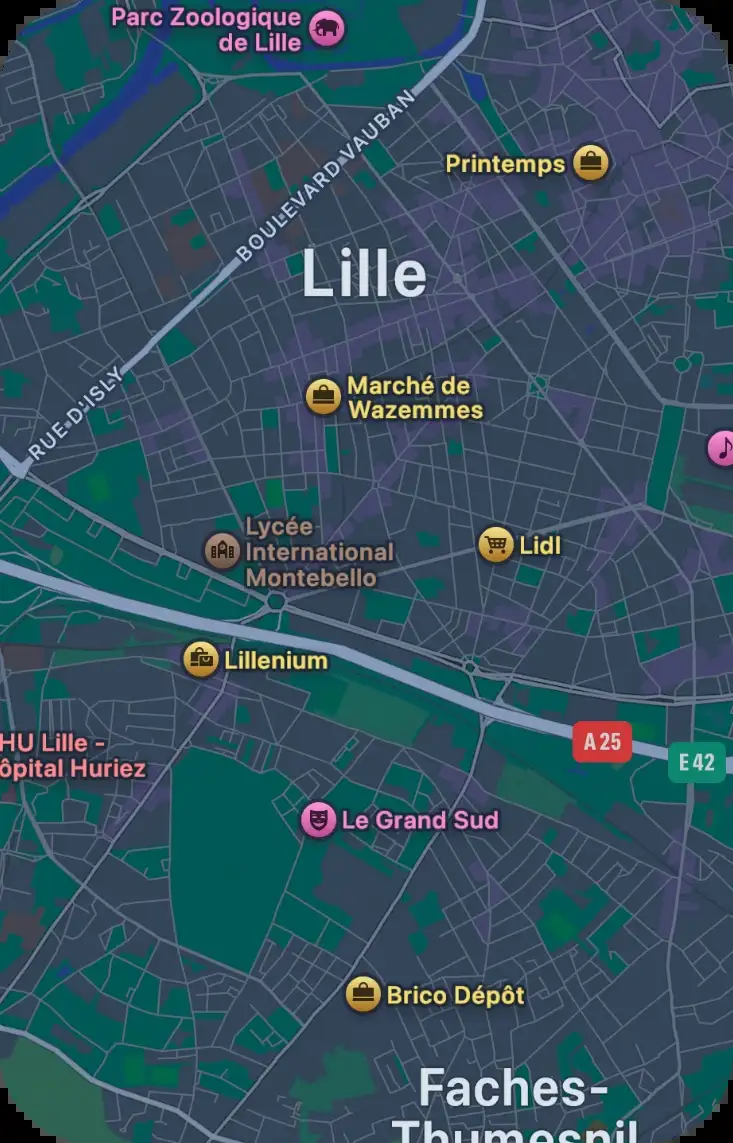 Parc Zoologique
de Lille
BOULEVARD VAUBAN
Printemps
Lille
RUE D'ISLY
Marché de
Wazemmes
Lycée
International
Montebello
Lidl
Lillenium
A 25
E 42
HU Lille -
ôpital Huriez
Le Grand Sud
Brico Dépôt
Faches-
Thumesnil